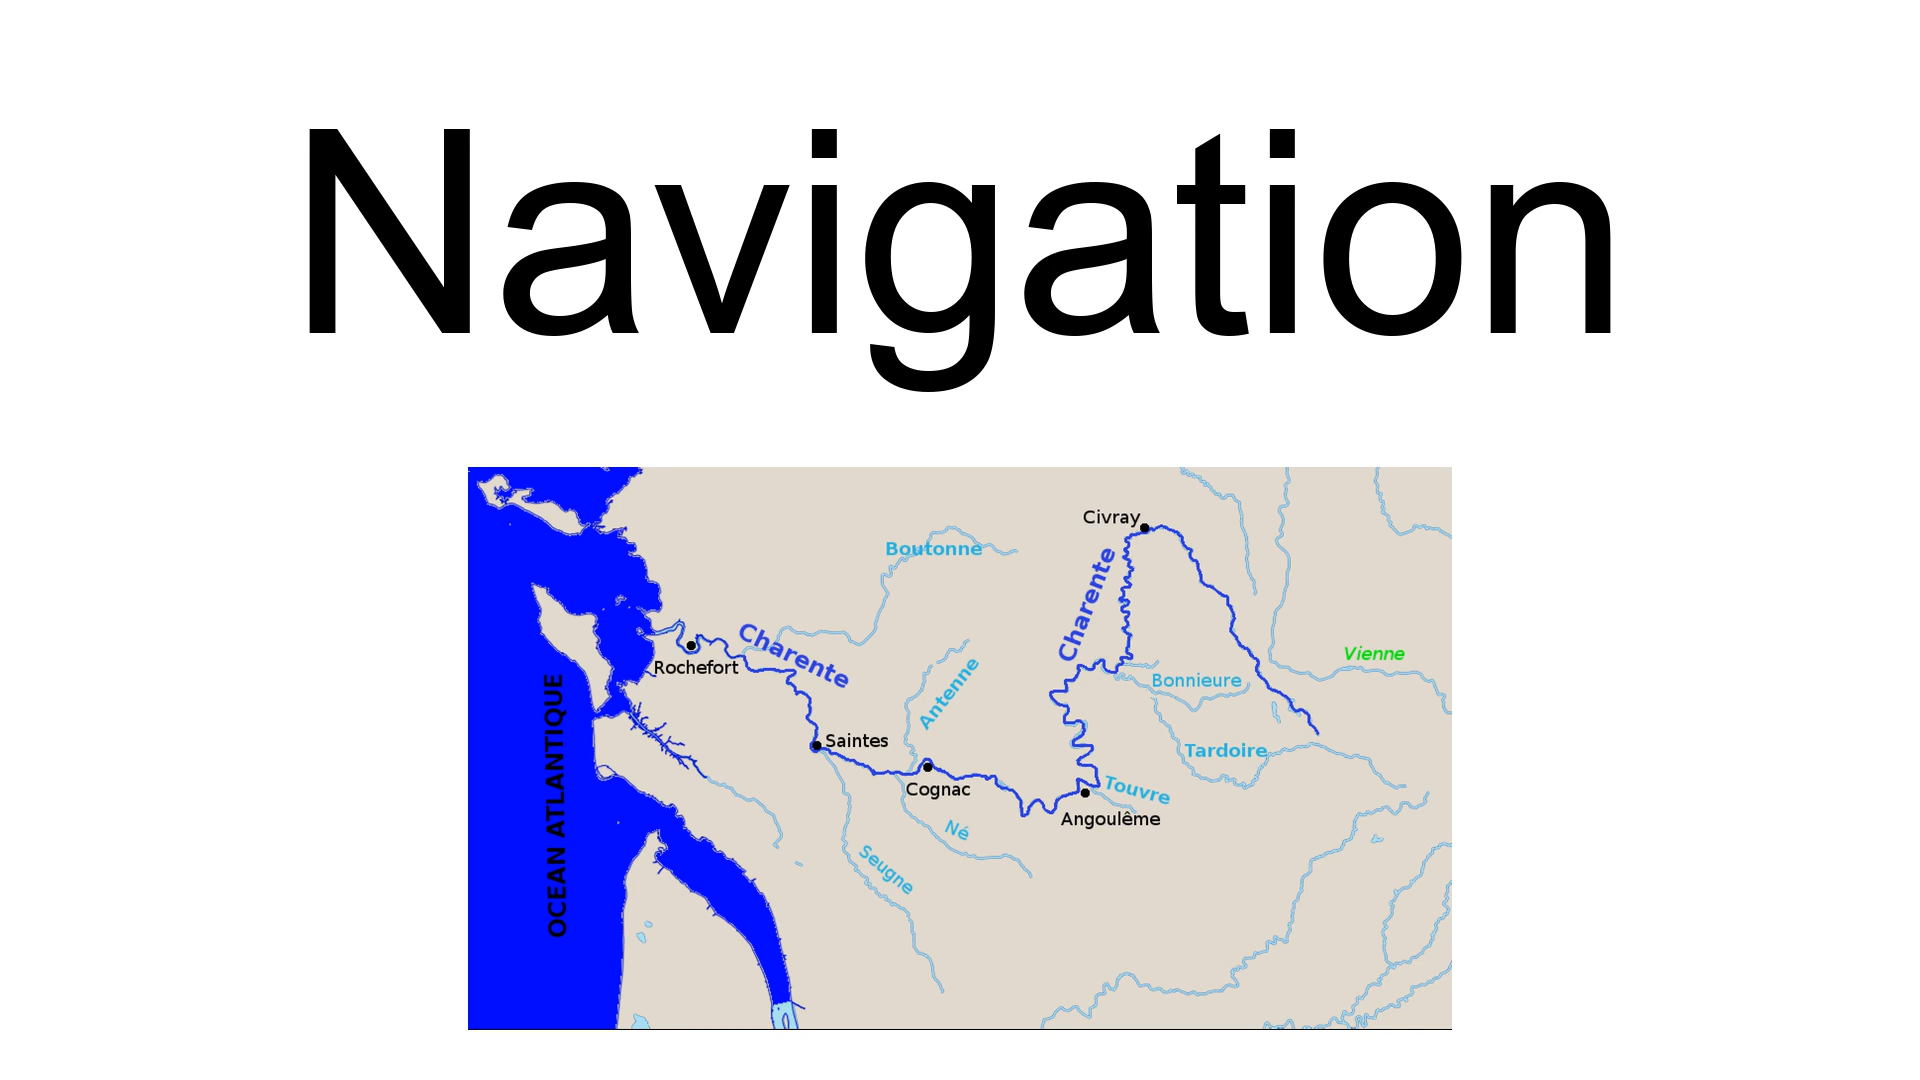 Navigation
Civray
Boutonne
Charente
Charente
Rochefort
Vienne
Bonnieure
Antenne
OCEAN ATLANTIQUE
Saintes
Tardoire
Cognac
Touvre
Angoulême
Né
Seugne